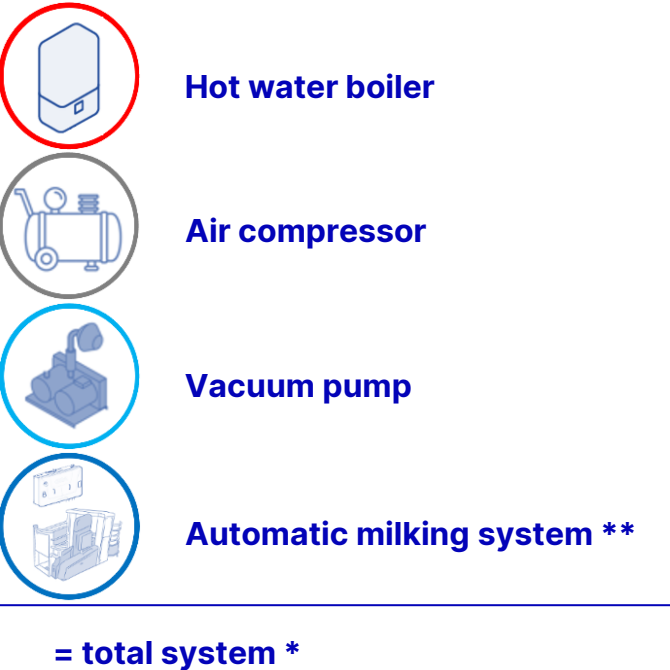 Hot water boiler
Air compressor
Vacuum pump
Automatic milking system **
= total system *